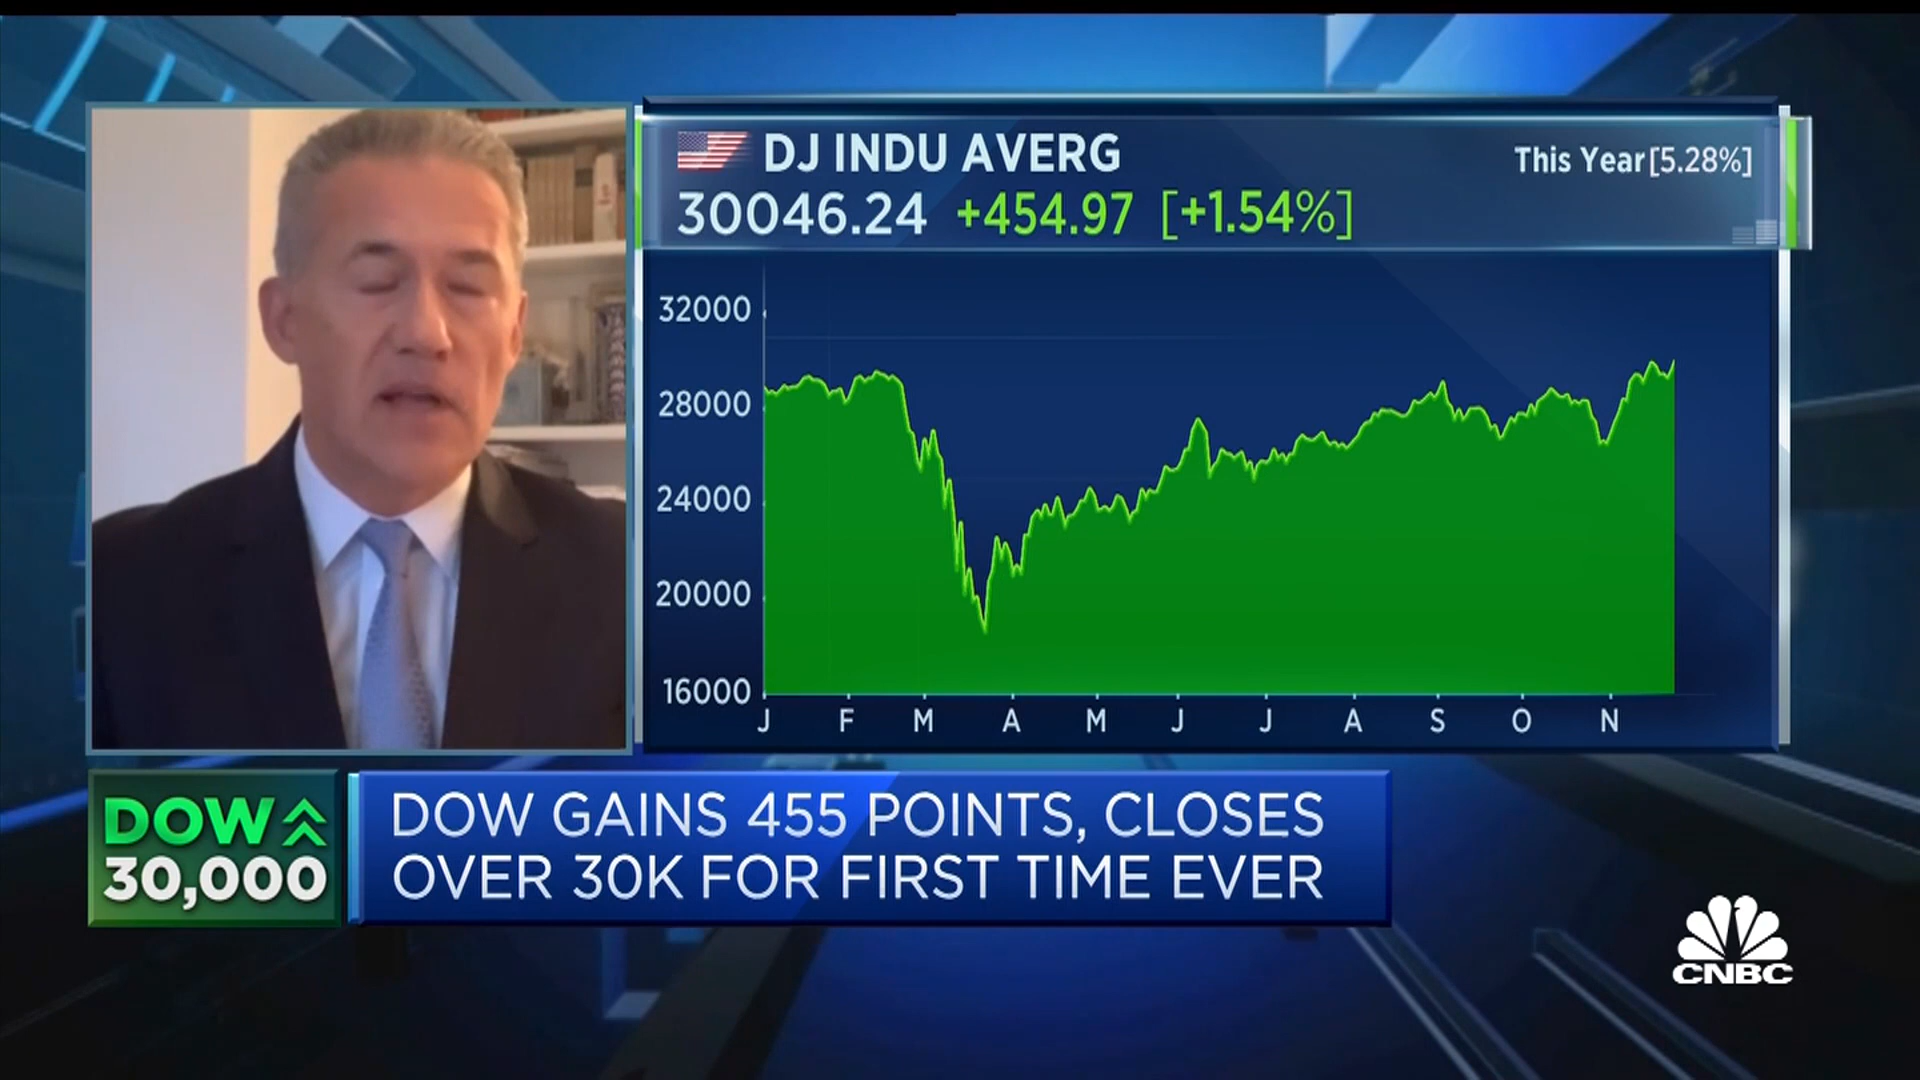 DJ INDU AVERG
This Year[5.28%]
30046.24 +454.97 [+1.54%]
32000
28000
24000
20000
16000
J F M A M J J A S O N
DOW
30,000
DOW GAINS 455 POINTS, CLOSES
OVER 30K FOR FIRST TIME EVER
CNBC